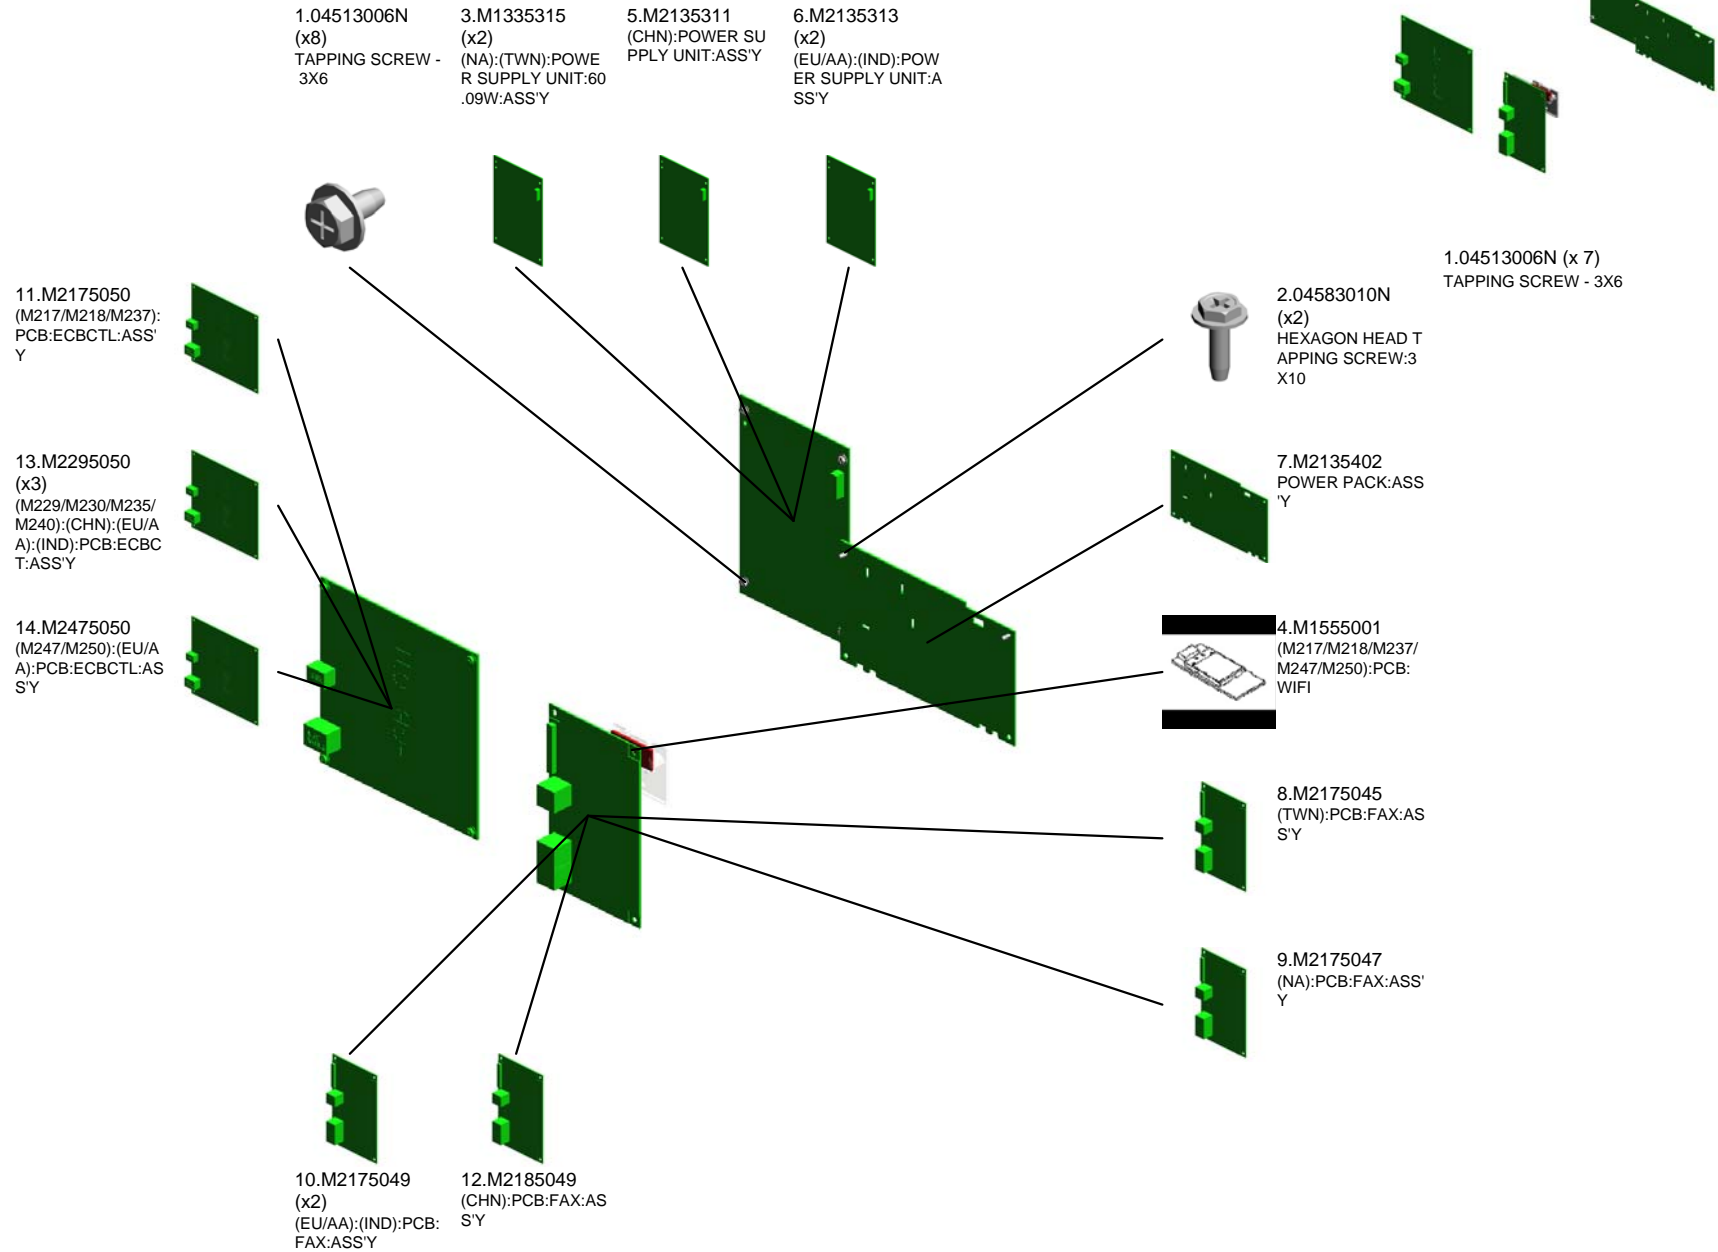 1.04513006N
(x8)
TAPPING SCREW -
3X6
3.M1335315
(x2)
(NA):(TWN):POWE
R SUPPLY UNIT:60
.09W:ASS'Y
5.M2135311
(CHN):POWER SU
PPLY UNIT:ASS'Y
6.M2135313
(x2)
(EU/AA):(IND):POW
ER SUPPLY UNIT:A
SS'Y
1.04513006N (x 7)
TAPPING SCREW - 3X6
11.M2175050
(M217/M218/M237):
PCB:ECBCTL:ASS'
Y
2.04583010N
(x2)
HEXAGON HEAD T
APPING SCREW:3
X10
13.M2295050
(x3)
(M229/M230/M235/
M240):(CHN):(EU/A
A):(IND):PCB:ECBC
T:ASS'Y
7.M2135402
POWER PACK:ASS
'Y
14.M2475050
(M247/M250):(EU/A
A):PCB:ECBCTL:AS
S'Y
4.M1555001
(M217/M218/M237/
M247/M250):PCB:
WIFI
8.M2175045
(TWN):PCB:FAX:AS
S'Y
9.M2175047
(NA):PCB:FAX:ASS'
Y
10.M2175049
(x2)
(EU/AA):(IND):PCB:
FAX:ASS'Y
12.M2185049
(CHN):PCB:FAX:AS
S'Y